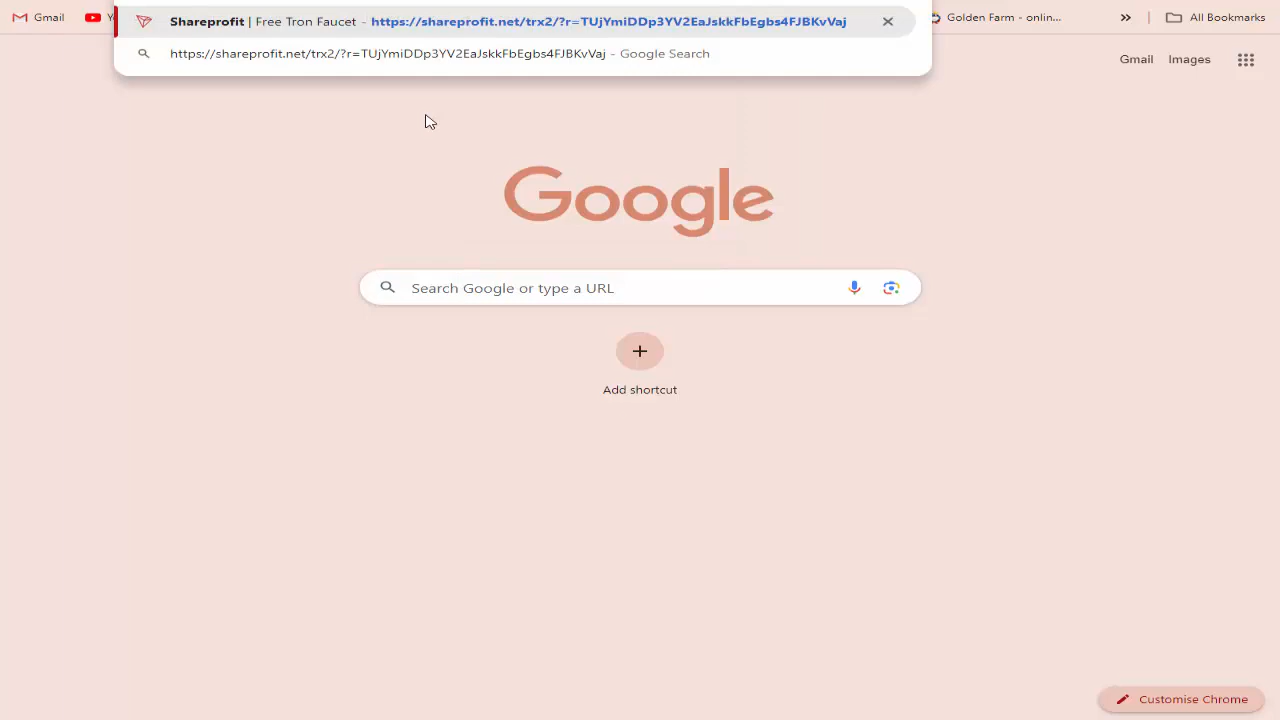 Shareprofit | Free Tron Faucet - https://shareprofit.net/trx2/?r=TUjYmiDDp3YV2EaJskkFbEgbs4FJBKvVaj
Gmail
Golden Farm - onlin...
All Bookmarks
https://shareprofit.net/trx2/?r=TUjYmiDDp3YV2EaJskkFbEgbs4FJBKvVaj - Google Search
Gmail Images
Google
Search Google or type a URL
Add shortcut
Customise Chrome